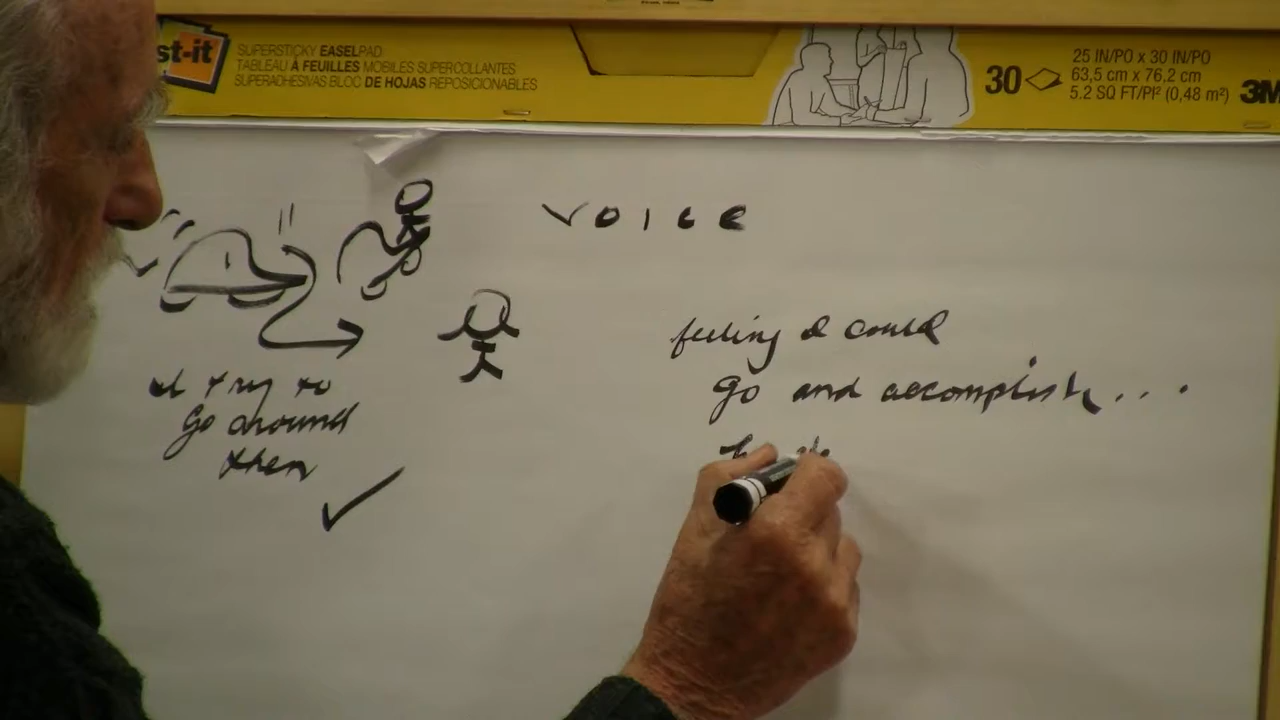 st-it
SUPERSTICKY EASELPAD
TABLEAU À FEUILLES MOBILES SUPERCOLLANTES
SUPERADHESIVAS BLOC DE HOJAS REPOSICIONABLES
30
25 IN/PO x 30 IN/PO
63,5 cm x 76.2 cm
5.2 SQ FT/PI² (0,48 m²)
3M
VOICE
feeling I could
go and accomplish....
I try to
Go around
then